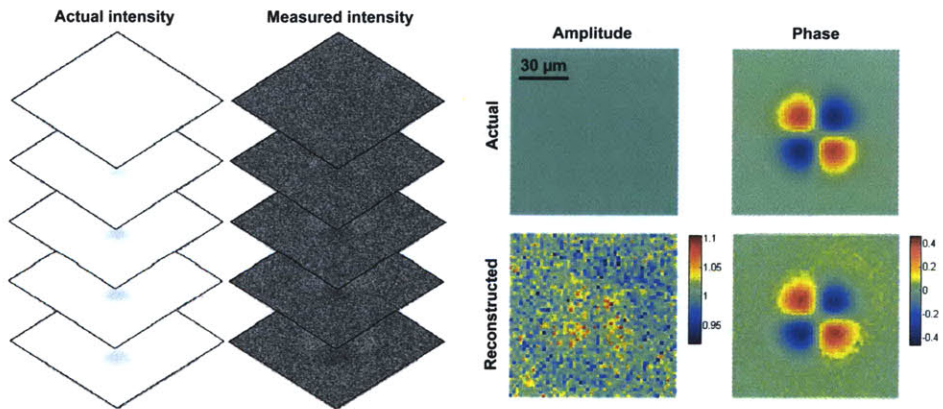 Actual intensity
Measured intensity
Amplitude
Phase
Actual
30 µm
Reconstructed
1.1
1.05
1
0.95
0.4
0.2
0
-0.2
-0.4